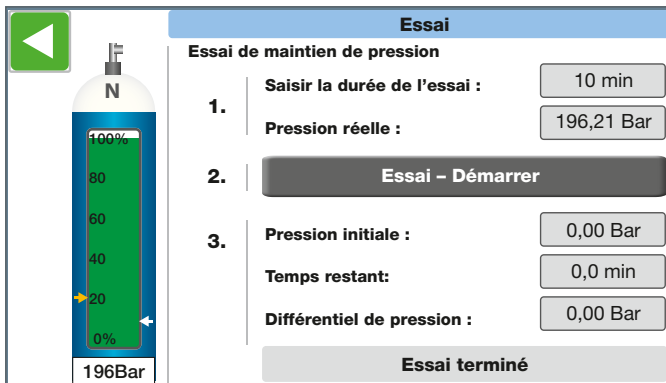 Essai
Essai de maintien de pression
N
100%
80
60
40
20
0%
196Bar
1.
Saisir la durée de l’essai :
10 min
Pression réelle :
196,21 Bar
2.
Essai – Démarrer
3.
Pression initiale :
0,00 Bar
Temps restant:
0,0 min
Différentiel de pression :
0,00 Bar
Essai terminé